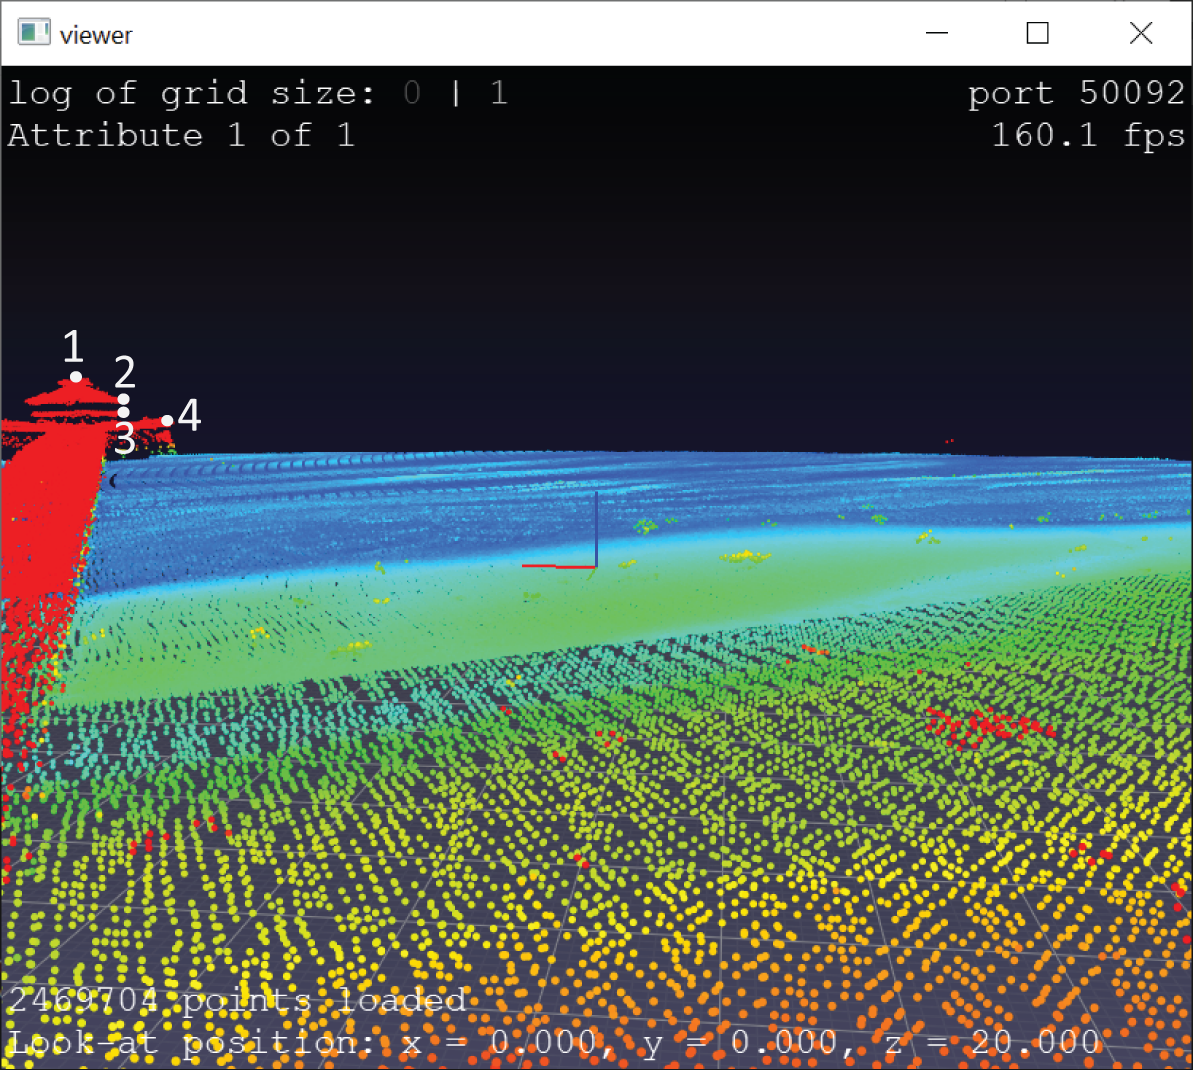 viewer
log of grid size: 0 | 1
port 50092
Attribute 1 of 1
160.1 fps
1
2
3
4
2469704 points loaded
Look-at position: x = 0.000, y = 0.000, z = 20.000